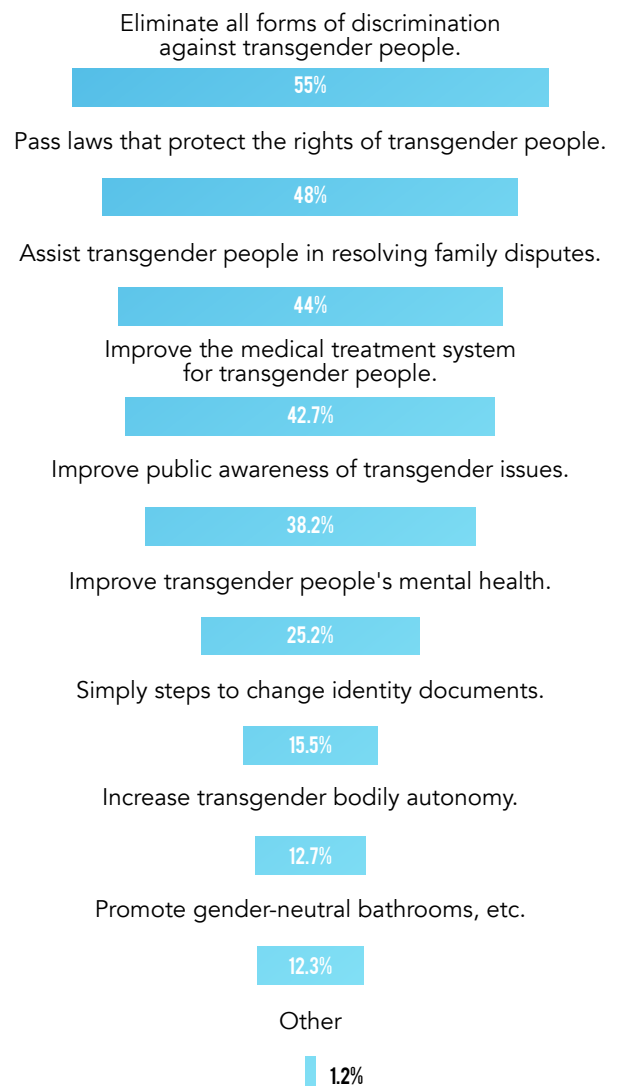 Eliminate all forms of discrimination
against transgender people.
55%
Pass laws that protect the rights of transgender people.
48%
Assist transgender people in resolving family disputes.
44%
Improve the medical treatment system
for transgender people.
42.7%
Improve public awareness of transgender issues.
38.2%
Improve transgender people's mental health.
25.2%
Simply steps to change identity documents.
15.5%
Increase transgender bodily autonomy.
12.7%
Promote gender-neutral bathrooms, etc.
12.3%
Other
1.2%